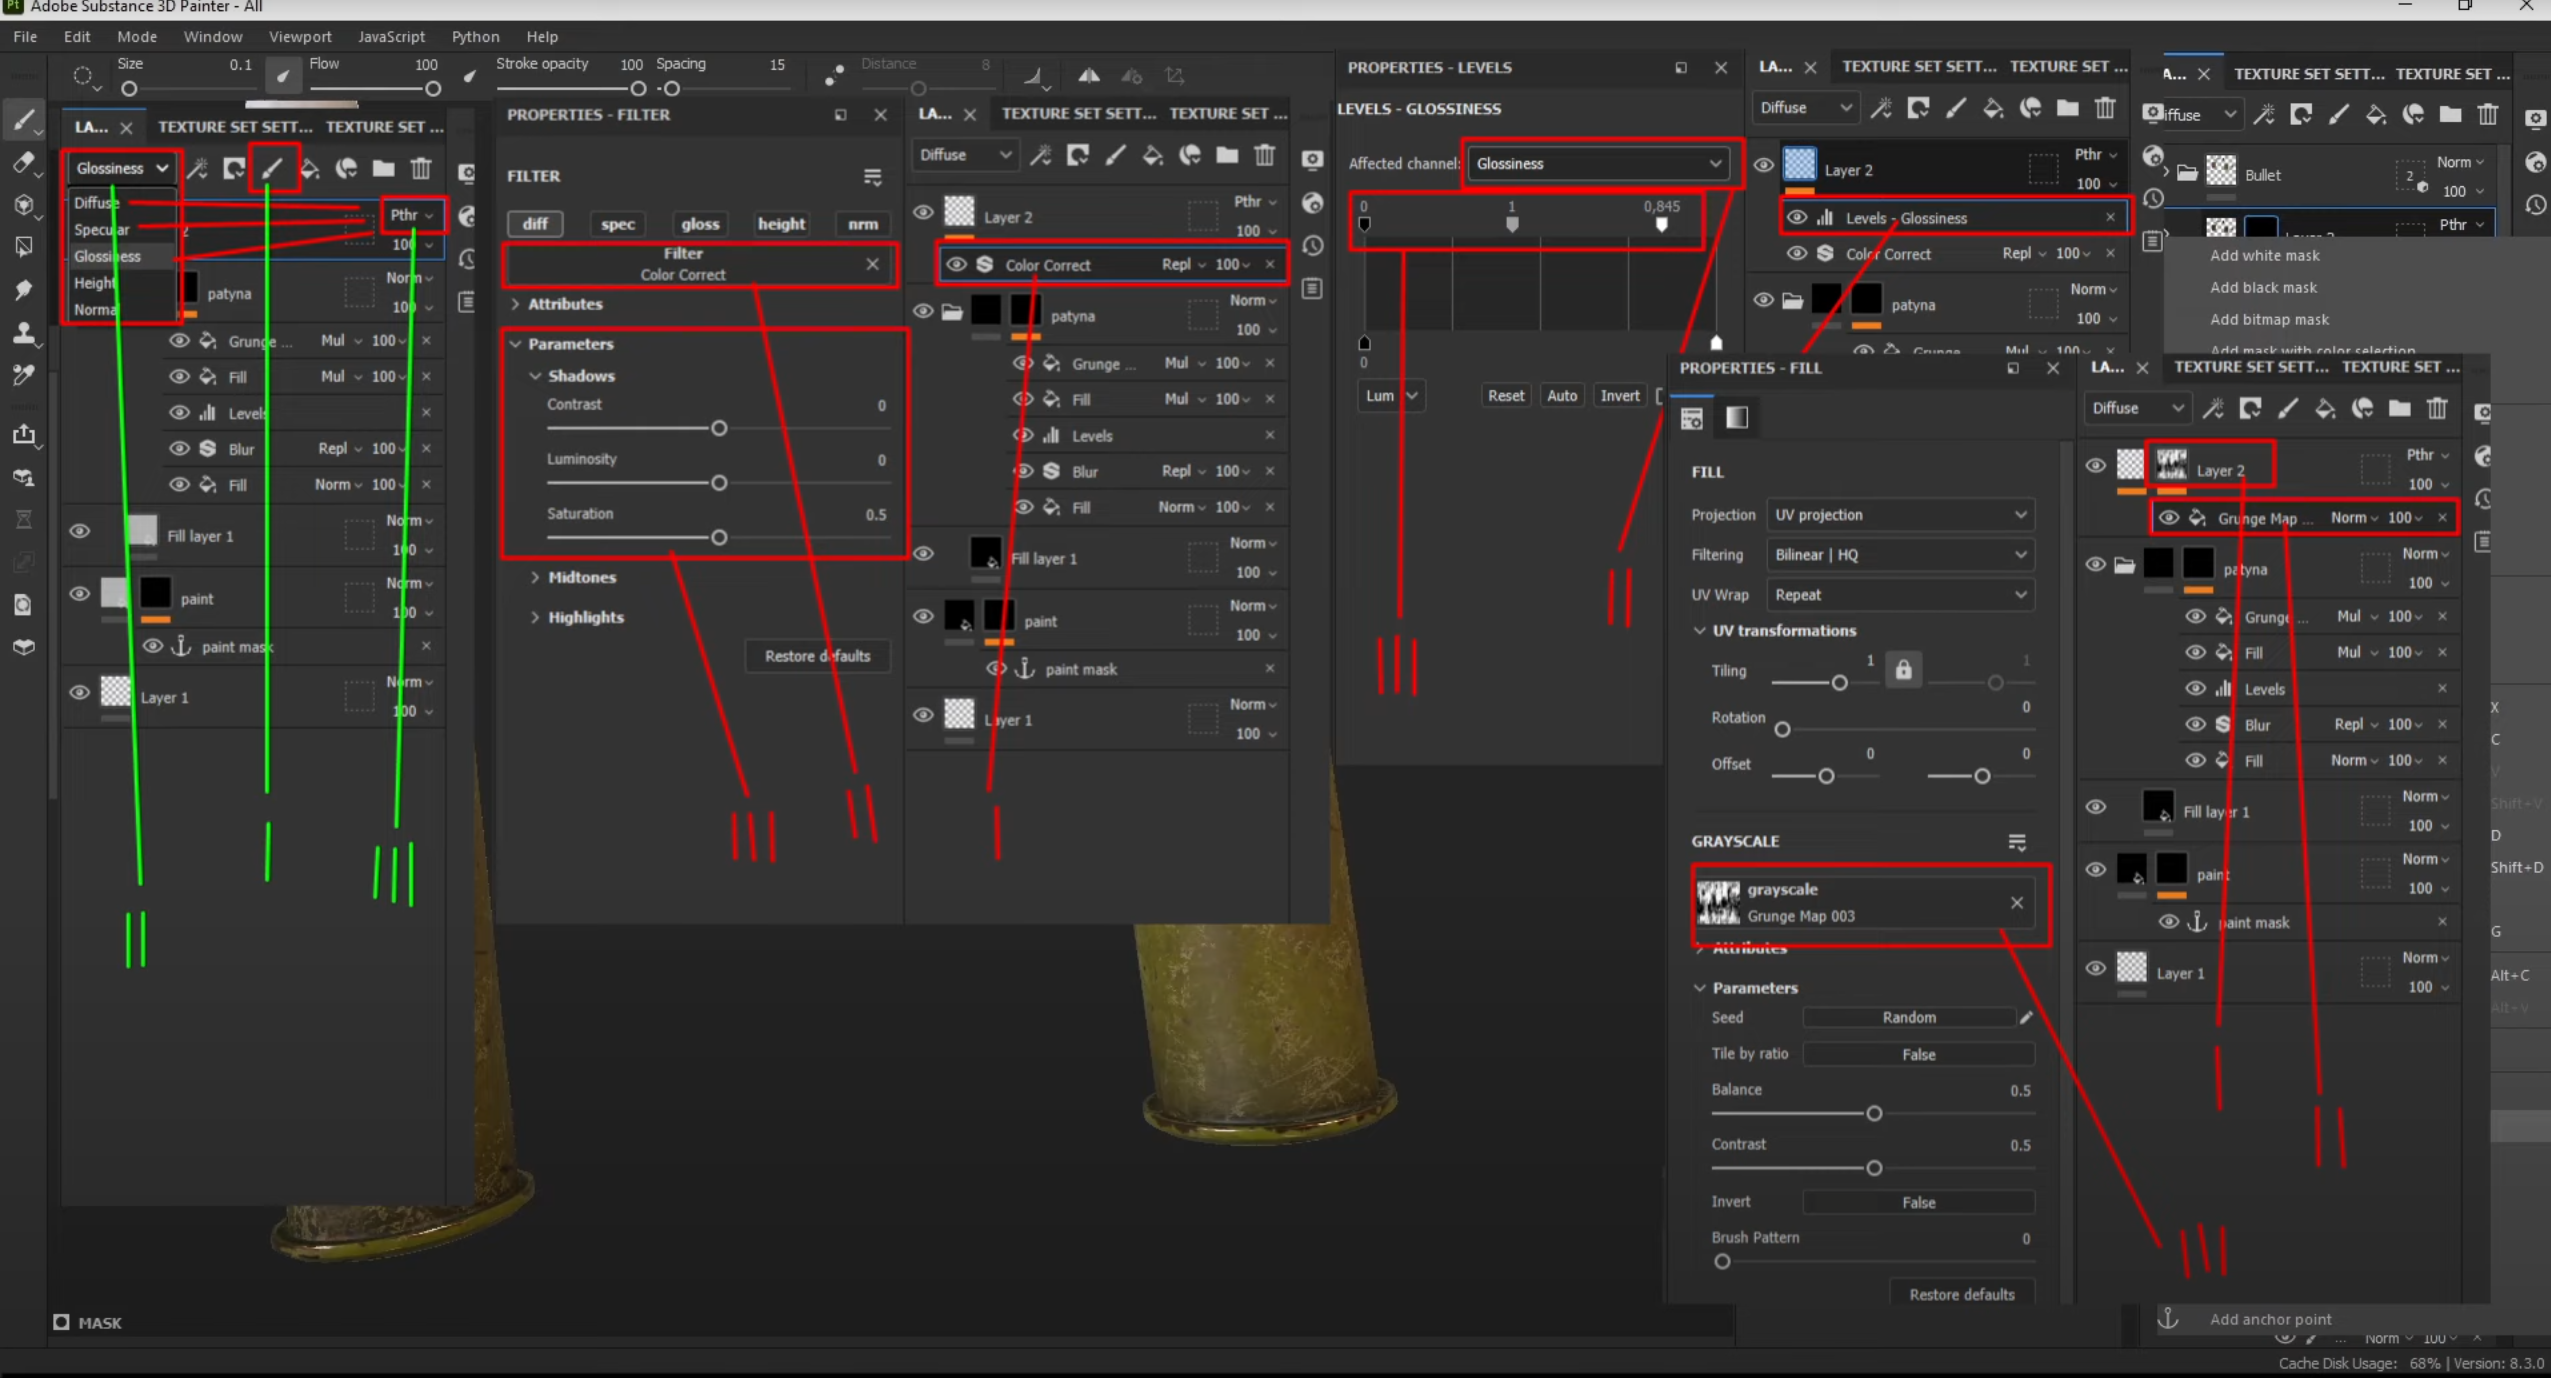 Pt Adobe Substance 3D Painter - All
File Edit Mode Window Viewport JavaScript Python Help
Size 0.1 Flow 100 Stroke opacity 100 Spacing 15 Distance 8
LA... TEXTURE SET SETT... TEXTURE SET ...
Glossiness
Diffuse
Specular
Glossiness
Height
Normal
Pthr
100
2
patyna Norm
100
Grunge ... Mul 100
Fill Mul 100
Levels
Blur Repl 100
Fill Norm 100
Fill layer 1 Norm
100
paint Norm
100
paint mask
Layer 1 Norm
100
MASK
PROPERTIES - FILTER
FILTER
diff spec gloss height nrm
Filter
Color Correct
Attributes
Parameters
Shadows
Contrast 0
Luminosity 0
Saturation 0.5
Midtones
Highlights
Restore defaults
LA... TEXTURE SET SETT... TEXTURE SET ...
Diffuse
Layer 2 Pthr
100
Color Correct Repl 100
patyna Norm
100
Grunge ... Mul 100
Fill Mul 100
Levels
Blur Repl 100
Fill Norm 100
Fill layer 1 Norm
100
paint Norm
100
paint mask
Layer 1 Norm
100
PROPERTIES - LEVELS
LEVELS - GLOSSINESS
Affected channel: Glossiness
0 1 0,845
0
Lum Reset Auto Invert
LA... TEXTURE SET SETT... TEXTURE SET ...
Diffuse
Layer 2 Pthr
100
Levels - Glossiness
Color Correct Repl 100
patyna Norm
100
Grunge Mul 100
A... TEXTURE SET SETT... TEXTURE SET ...
iffuse
Bullet 2 Norm
100
Layer 2 Pthr
Add white mask
Add black mask
Add bitmap mask
Add mask with color selection
PROPERTIES - FILL
FILL
Projection UV projection
Filtering Bilinear | HQ
UV Wrap Repeat
UV transformations
Tiling 1 1
Rotation 0
Offset 0 0
GRAYSCALE
grayscale
Grunge Map 003
Attributes
Parameters
Seed Random
Tile by ratio False
Balance 0.5
Contrast 0.5
Invert False
Brush Pattern 0
Restore defaults
LA... TEXTURE SET SETT... TEXTURE SET ...
Diffuse
Layer 2 Pthr
100
Grunge Map ... Norm 100
patyna Norm
100
Grunge ... Mul 100
Fill Mul 100
Levels
Blur Repl 100
Fill Norm 100
Fill layer 1 Norm
100
paint Norm
100
paint mask
Layer 1 Norm
100
X
C
V
Shift+V
D
Shift+D
G
Alt+C
Alt+V
Add anchor point
... Norm 100
Cache Disk Usage: 68% | Version: 8.3.0